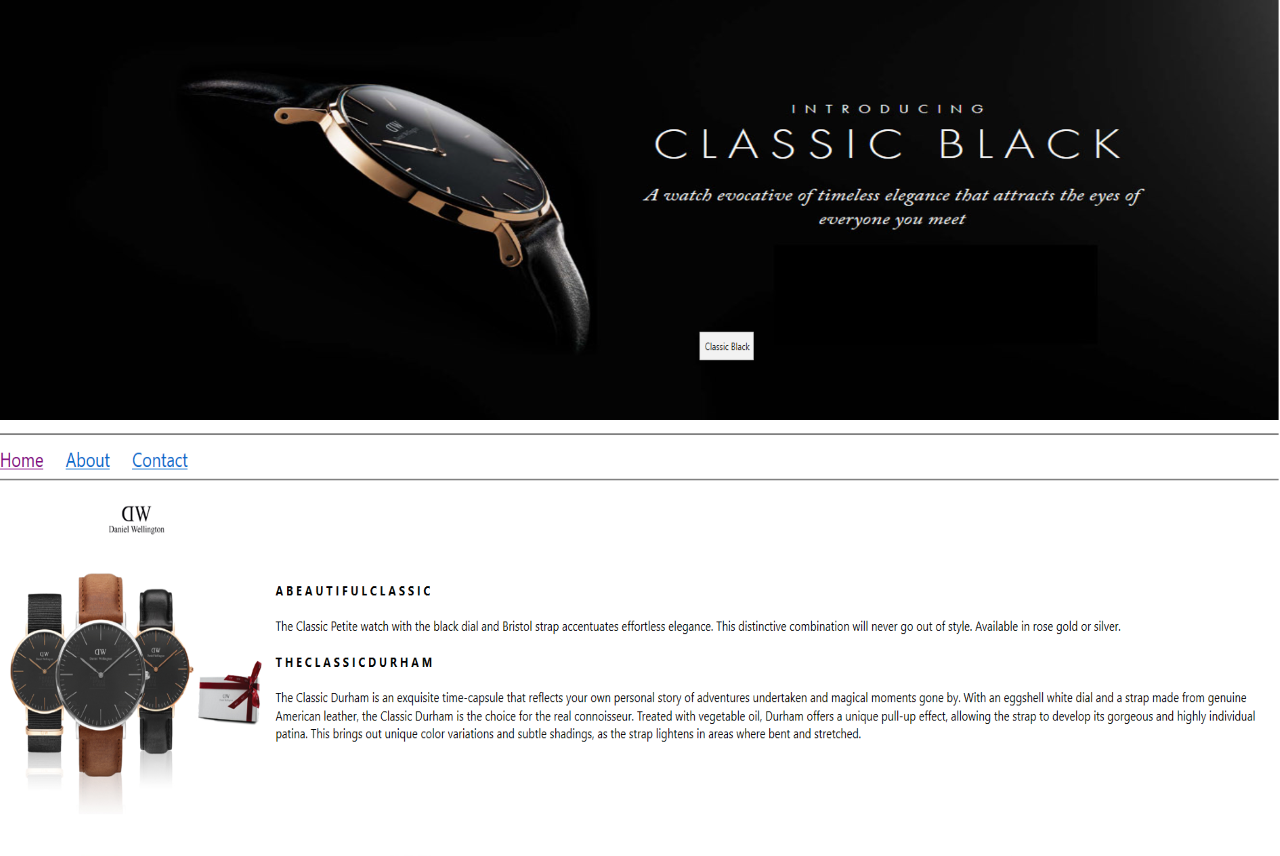 INTRODUCING
CLASSIC BLACK
A watch evocative of timeless elegance that attracts the eyes of
everyone you meet
Classic Black
Home About Contact
DW
Daniel Wellington
ABEAUTIFULCLASSIC
The Classic Petite watch with the black dial and Bristol strap accentuates effortless elegance. This distinctive combination will never go out of style. Available in rose gold or silver.
THECLASSICDURHAM
The Classic Durham is an exquisite time-capsule that reflects your own personal story of adventures undertaken and magical moments gone by. With an eggshell white dial and a strap made from genuine
American leather, the Classic Durham is the choice for the real connoisseur. Treated with vegetable oil, Durham offers a unique pull-up effect, allowing the strap to develop its gorgeous and highly individual
patina. This brings out unique color variations and subtle shadings, as the strap lightens in areas where bent and stretched.